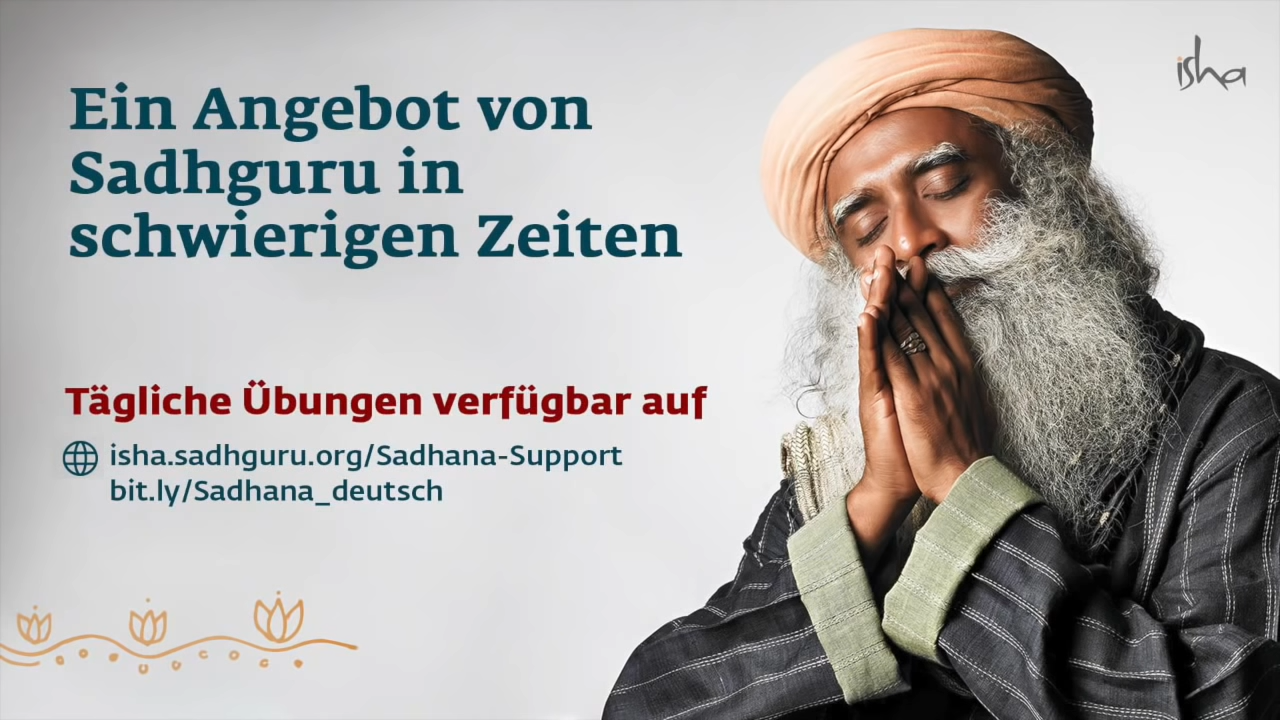 Ein Angebot von
Sadhguru in
schwierigen Zeiten
isha
Tägliche Übungen verfügbar auf
isha.sadhguru.org/Sadhana-Support
bit.ly/Sadhana_deutsch